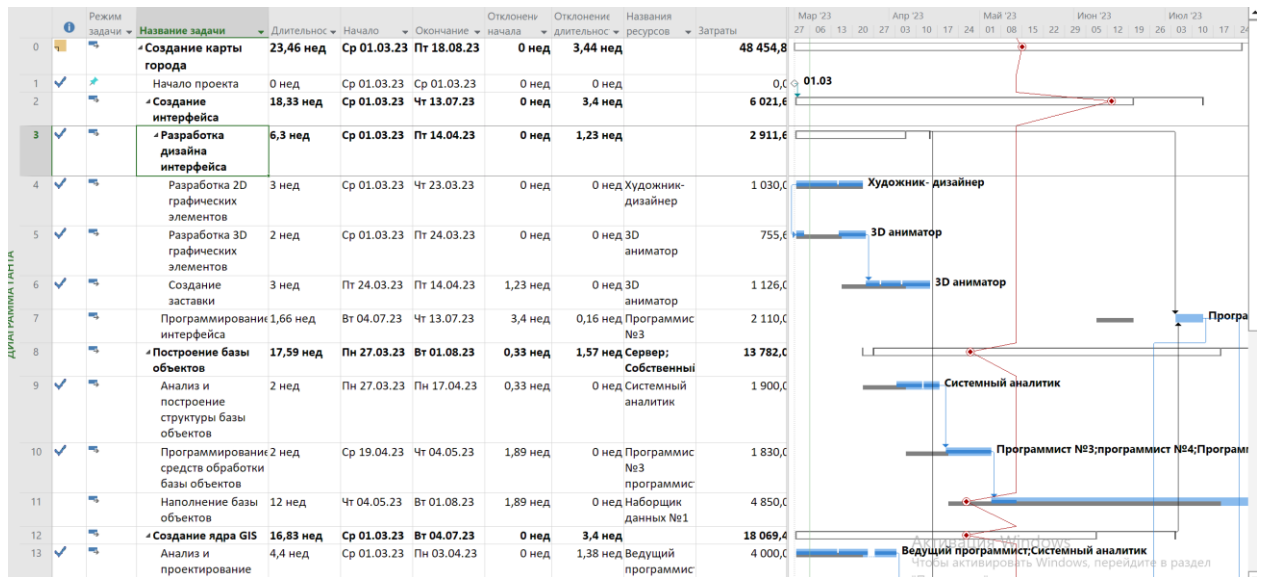 Режим задачи Название задачи Длительнос Начало Окончание Отклонени начала Отклонение длительнос Названия ресурсов Затраты
Мар '23 Апр '23 Май '23 Июн '23 Июл '23
27 06 13 20 27 03 10 17 24 01 08 15 22 29 05 12 19 26 03 10 17 24
0 Создание карты города 23,46 нед Ср 01.03.23 Пт 18.08.23 0 нед 3,44 нед 48 454,8
1 Начало проекта 0 нед Ср 01.03.23 Ср 01.03.23 0 нед 0 нед 0,0 01.03
2 Создание интерфейса 18,33 нед Ср 01.03.23 Чт 13.07.23 0 нед 3,4 нед 6 021,6
3 Разработка дизайна интерфейса 6,3 нед Ср 01.03.23 Пт 14.04.23 0 нед 1,23 нед 2 911,6
4 Разработка 2D графических элементов 3 нед Ср 01.03.23 Чт 23.03.23 0 нед 0 нед Художник- дизайнер 1 030,0 Художник- дизайнер
5 Разработка 3D графических элементов 2 нед Ср 01.03.23 Пт 24.03.23 0 нед 0 нед 3D аниматор 755,6 3D аниматор
6 Создание заставки 3 нед Пт 24.03.23 Пт 14.04.23 1,23 нед 0 нед 3D аниматор 1 126,0 3D аниматор
7 Программирование интерфейса 1,66 нед Вт 04.07.23 Чт 13.07.23 3,4 нед 0,16 нед Программис №3 2 110,0 Програ
8 Построение базы объектов 17,59 нед Пн 27.03.23 Вт 01.08.23 0,33 нед 1,57 нед Сервер; Собственный 13 782,0
9 Анализ и построение структуры базы объектов 2 нед Пн 27.03.23 Пн 17.04.23 0,33 нед 0 нед Системный аналитик 1 900,0 Системный аналитик
10 Программирование средств обработки базы объектов 2 нед Ср 19.04.23 Чт 04.05.23 1,89 нед 0 нед Программис №3 программис 1 830,0 Программист №3;программист №4;Програм
11 Наполнение базы объектов 12 нед Чт 04.05.23 Вт 01.08.23 1,89 нед 0 нед Наборщик данных №1 4 850,0
12 Создание ядра GIS 16,83 нед Ср 01.03.23 Вт 04.07.23 0 нед 3,4 нед 18 069,4
13 Анализ и проектирование 4,4 нед Ср 01.03.23 Пн 03.04.23 0 нед 1,38 нед Ведущий программис 4 000,0 Ведущий программист;Системный аналитик
ДИАГРАММА ГАНТА
Активация Windows
Чтобы активировать Windows, перейдите в раздел